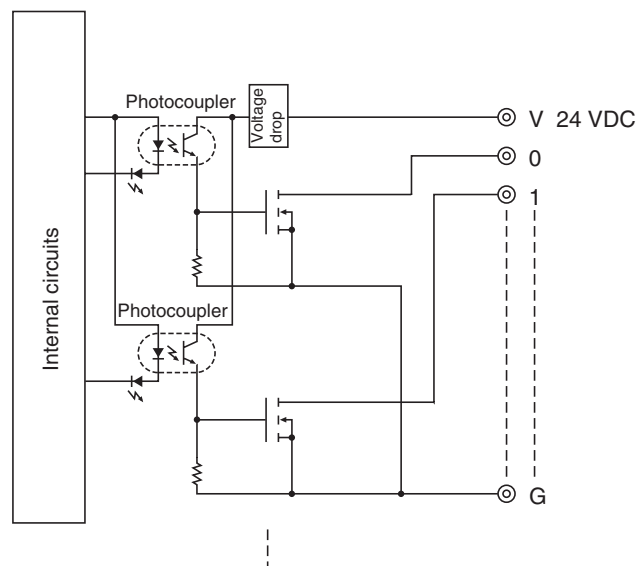 Photocoupler
Voltage
drop
V 24 VDC
0
1
Internal circuits
Photocoupler
G